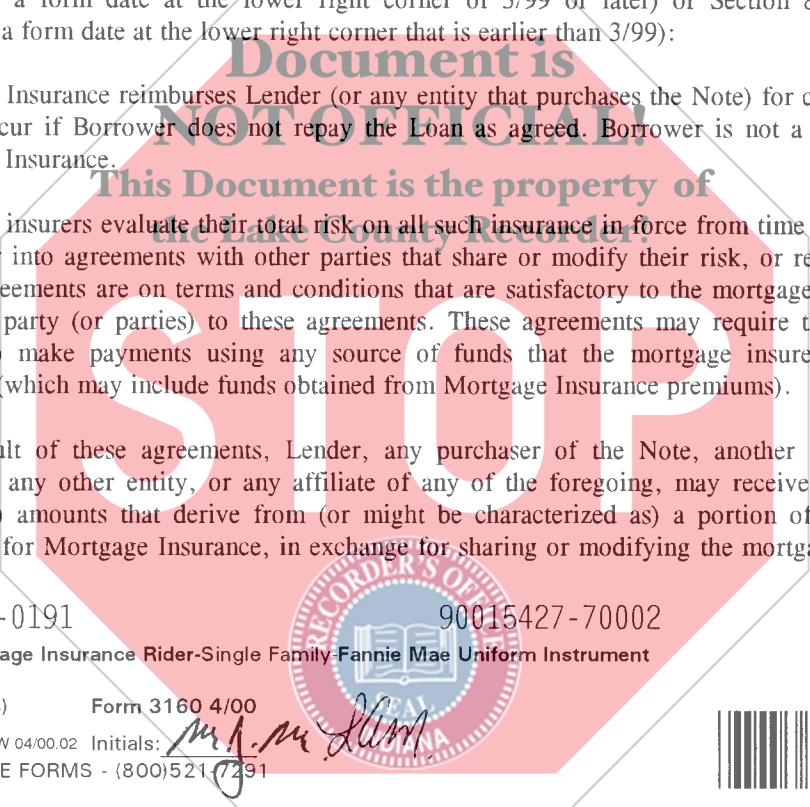 a form date at the lower right corner of 3/99 or later) or Section 8
a form date at the lower right corner that is earlier than 3/99):
Document is
Insurance reimburses Lender (or any entity that purchases the Note) for c
NOT OFFICIAL!
cur if Borrower does not repay the Loan as agreed. Borrower is not a
Insurance.
This Document is the property of
insurers evaluate their total risk on all such insurance in force from time
the Lake County Recorder!
into agreements with other parties that share or modify their risk, or re
eements are on terms and conditions that are satisfactory to the mortgage
party (or parties) to these agreements. These agreements may require t
make payments using any source of funds that the mortgage insure
(which may include funds obtained from Mortgage Insurance premiums).
STOP
ult of these agreements, Lender, any purchaser of the Note, another
any other entity, or any affiliate of any of the foregoing, may receive
amounts that derive from (or might be characterized as) a portion of
for Mortgage Insurance, in exchange for sharing or modifying the mortga
RECORDER'S OFFICE
-0191 90015427-70002
age Insurance Rider-Single Family-Fannie Mae Uniform Instrument
SEAL
) Form 3160 4/00
W 04/00.02 Initials:
E FORMS - (800)521-7291